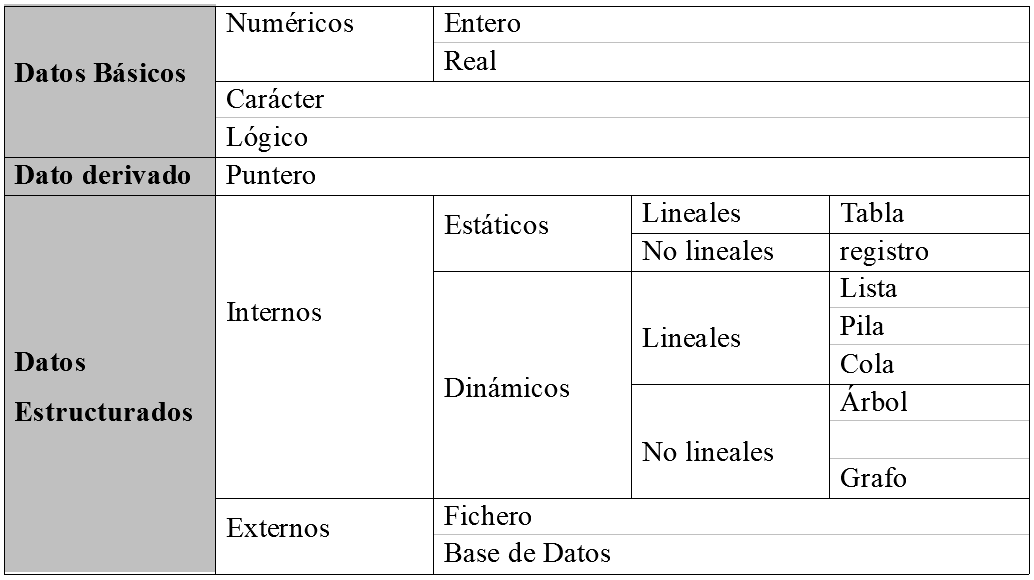 Datos Básicos
Numéricos
Entero
Real
Carácter
Lógico
Dato derivado
Puntero
Datos
Estructurados
Internos
Estáticos
Lineales
Tabla
No lineales
registro
Dinámicos
Lineales
Lista
Pila
Cola
No lineales
Árbol
Grafo
Externos
Fichero
Base de Datos